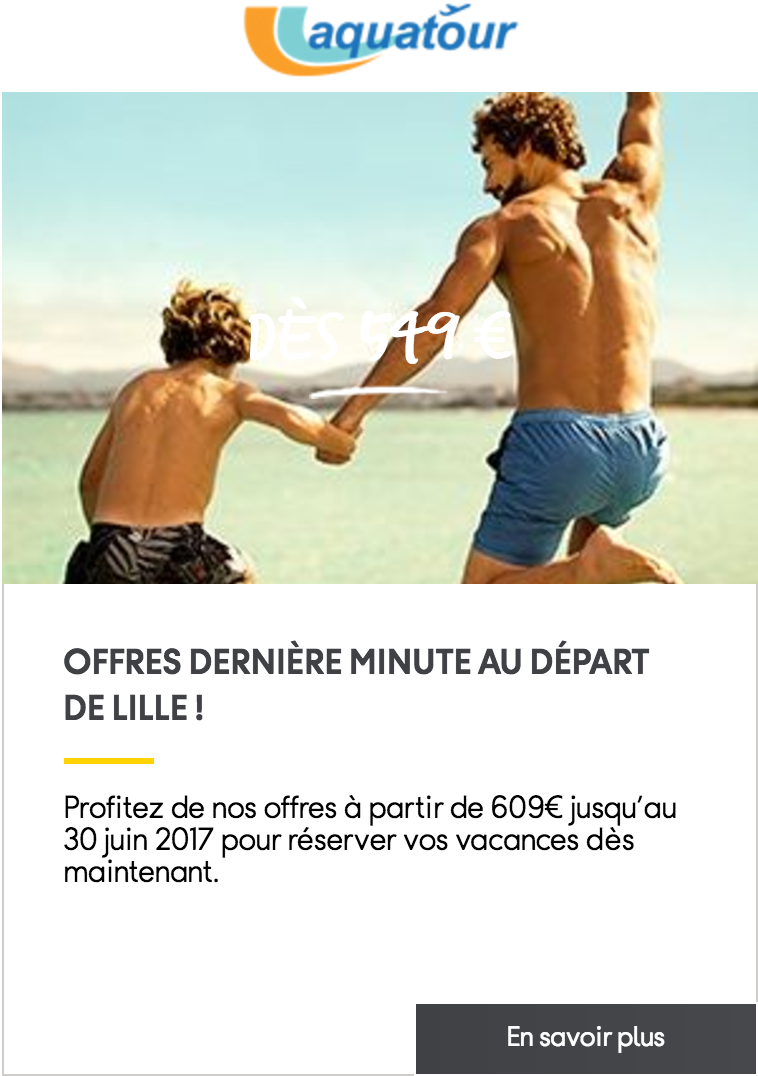 aquatour
DÈS 549 €
OFFRES DERNIÈRE MINUTE AU DÉPART
DE LILLE !
Profitez de nos offres à partir de 609€ jusqu'au
30 juin 2017 pour réserver vos vacances dès
maintenant.
En savoir plus